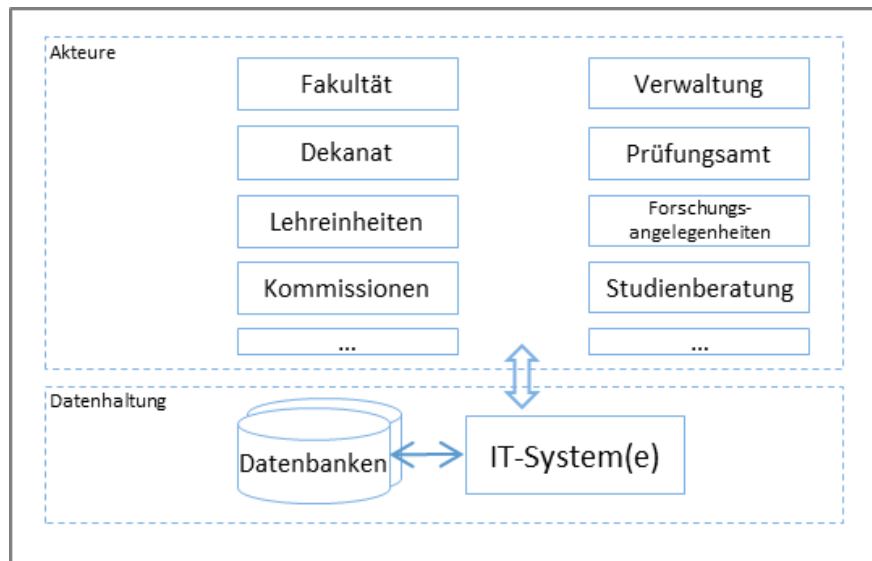 Akteure
Fakultät
Verwaltung
Dekanat
Prüfungsamt
Lehreinheiten
Forschungs-
angelegenheiten
Kommissionen
Studienberatung
...
...
Datenhaltung
Datenbanken
IT-System(e)